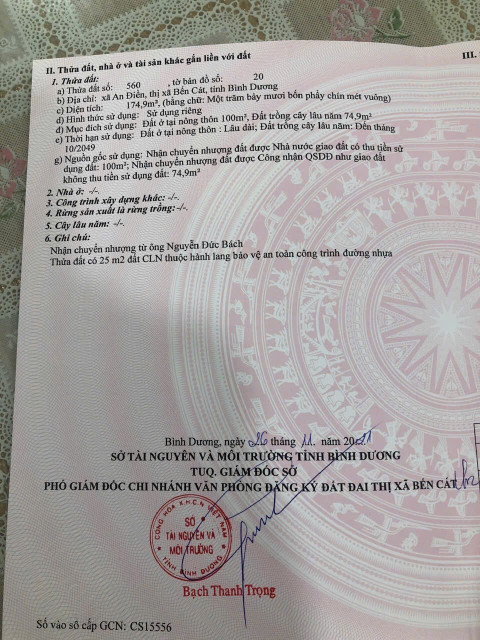 II. Thửa đất, nhà ở và tài sản khác gắn liền với đất
III.
1. Thửa đất:
a) Thửa đất số: 560 , tờ bản đồ số: 20
b) Địa chỉ: xã An Điền, thị xã Bến Cát, tỉnh Bình Dương
c) Diện tích: 174,9m², (bằng chữ: Một trăm bảy mươi bốn phẩy chín mét vuông)
d) Hình thức sử dụng: Sử dụng riêng
đ) Mục đích sử dụng: Đất ở tại nông thôn 100m², Đất trồng cây lâu năm 74,9m²
e) Thời hạn sử dụng: Đất ở tại nông thôn : Lâu dài; Đất trồng cây lâu năm: Đến tháng
10/2049
g) Nguồn gốc sử dụng: Nhận chuyển nhượng đất được Nhà nước giao đất có thu tiền sử
dụng đất: 100m²; Nhận chuyển nhượng đất được Công nhận QSDĐ như giao đất
không thu tiền sử dụng đất: 74,9m²
2. Nhà ở: -/-.
3. Công trình xây dựng khác: -/-.
4. Rừng sản xuất là rừng trồng:-/-.
5. Cây lâu năm: -/-.
6. Ghi chú:
Nhận chuyển nhượng từ ông Nguyễn Đức Bách
Thửa đất có 25 m2 đất CLN thuộc hành lang bảo vệ an toàn công trình đường nhựa
Bình Dương, ngày 26 tháng 11 năm 2021
SỞ TÀI NGUYÊN VÀ MÔI TRƯỜNG TỈNH BÌNH DƯƠNG
TUQ. GIÁM ĐỐC SỞ
PHÓ GIÁM ĐỐC CHI NHÁNH VĂN PHÒNG ĐĂNG KÝ ĐẤT ĐAI THỊ XÃ BẾN CÁT
CỘNG HÒA X.H.C.N VIỆT NAM
SỞ
TÀI NGUYÊN VÀ
MÔI TRƯỜNG
TỈNH BÌNH DƯƠNG
Bạch Thanh Trọng
Số vào sổ cấp GCN: CS15556